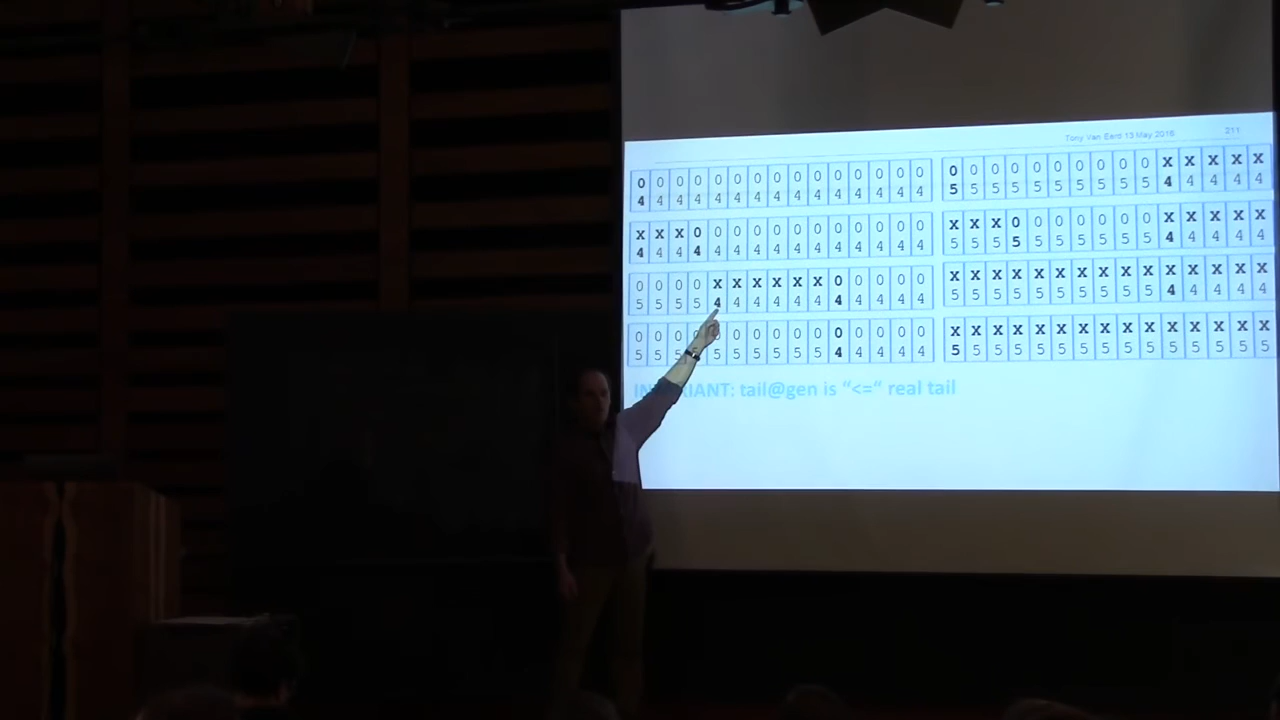 Tony Van Eerd 13 May 2016 211
0 0 0 0 0 0 0 0 0 0 0 0 0 0 0 0 0 0 0 0 0 0 0 0 0 X X X X X
4 4 4 4 4 4 4 4 4 4 4 4 4 4 4 5 5 5 5 5 5 5 5 5 5 4 4 4 4 4
X X X 0 0 0 0 0 0 0 0 0 0 0 0 X X X 0 0 0 0 0 0 0 X X X X X
4 4 4 4 4 4 4 4 4 4 4 4 4 4 4 5 5 5 5 5 5 5 5 5 5 4 4 4 4 4
0 0 0 0 X X X X X X 0 0 0 0 0 X X X X X X X X X X X X X X X
5 5 5 5 4 4 4 4 4 4 4 4 4 4 4 5 5 5 5 5 5 5 5 5 5 4 4 4 4 4
0 0 0 0 0 0 0 0 0 0 0 0 0 0 X X X X X X X X X X X X X X X
5 5 5 5 5 5 5 5 5 4 4 4 4 4 5 5 5 5 5 5 5 5 5 5 5 5 5 5 5
tail@gen is “<=“ real tail